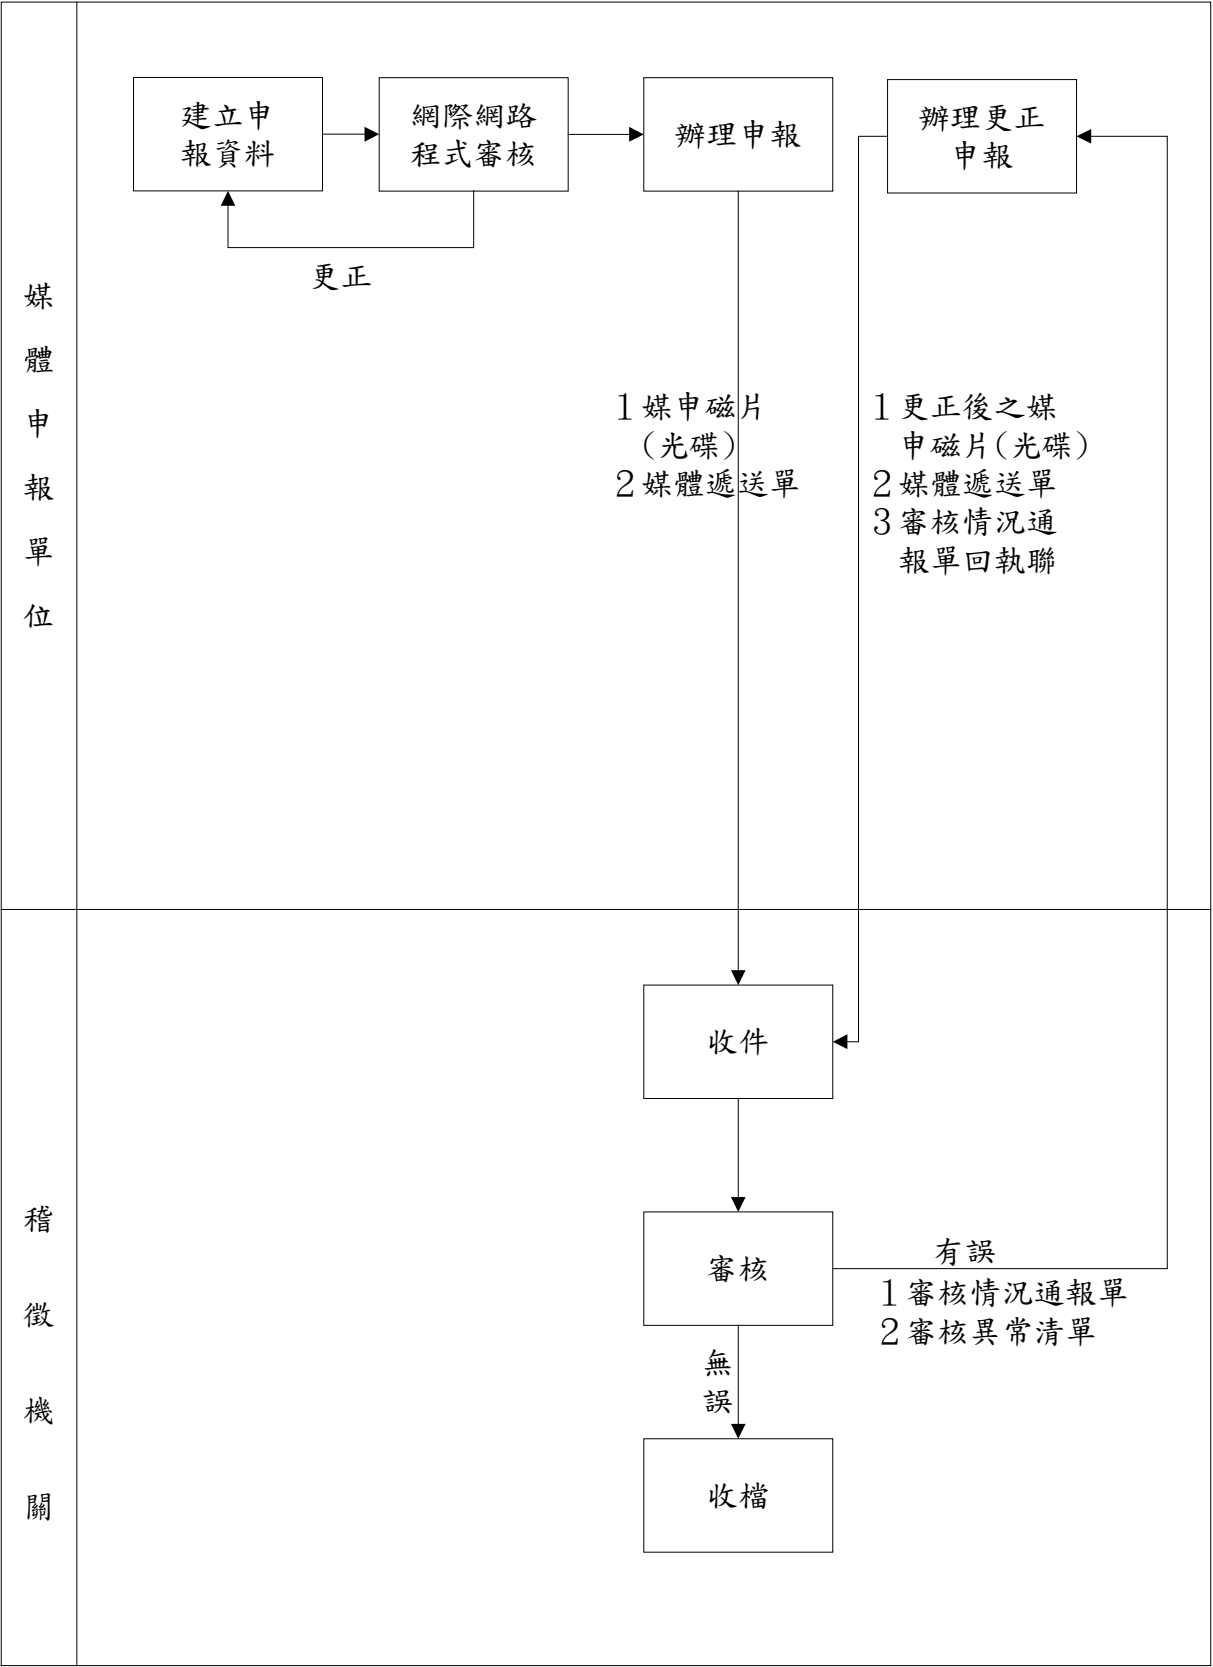 媒體申報單位
建立申
報資料
網際網路
程式審核
辦理申報
辦理更正
申報
更正
1媒申磁片
(光碟)
2媒體遞送單
1更正後之媒
申磁片(光碟)
2媒體遞送單
3審核情況通
報單回執聯
稽徵機關
收件
審核
有誤
1審核情況通報單
2審核異常清單
無
誤
收檔